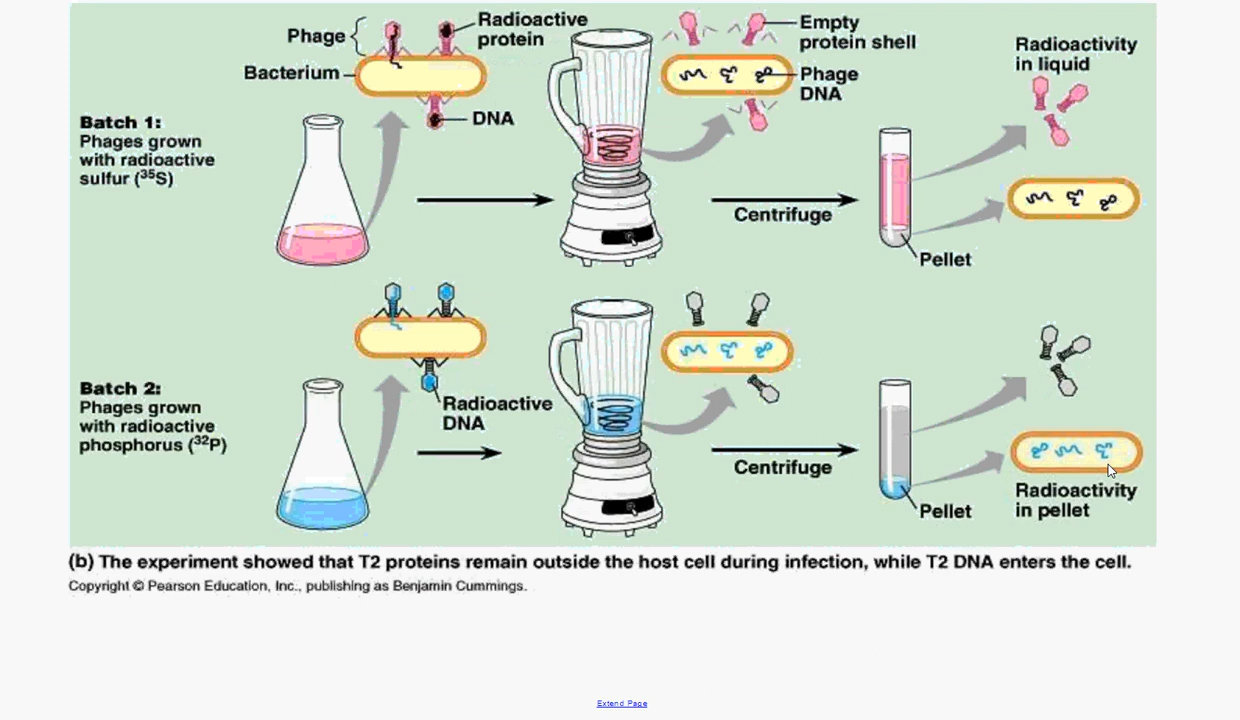 Phage
Radioactive
protein
Bacterium
DNA
Empty
protein shell
Phage
DNA
Radioactivity
in liquid
Batch 1:
Phages grown
with radioactive
sulfur (³⁵S)
Centrifuge
Pellet
Batch 2:
Phages grown
with radioactive
phosphorus (³²P)
Radioactive
DNA
Centrifuge
Pellet
Radioactivity
in pellet
(b) The experiment showed that T2 proteins remain outside the host cell during infection, while T2 DNA enters the cell.
Copyright © Pearson Education, Inc., publishing as Benjamin Cummings.
Extend Page